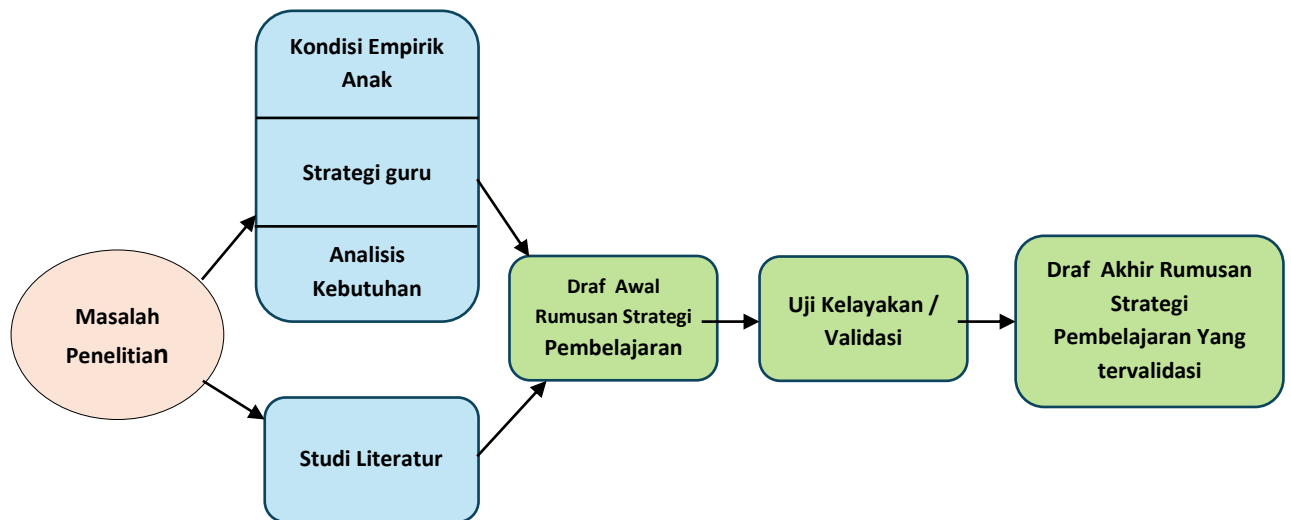 Masalah
Penelitian
Kondisi Empirik
Anak
Strategi guru
Analisis
Kebutuhan
Studi Literatur
Draf Awal
Rumusan Strategi
Pembelajaran
Uji Kelayakan /
Validasi
Draf Akhir Rumusan
Strategi
Pembelajaran Yang
tervalidasi